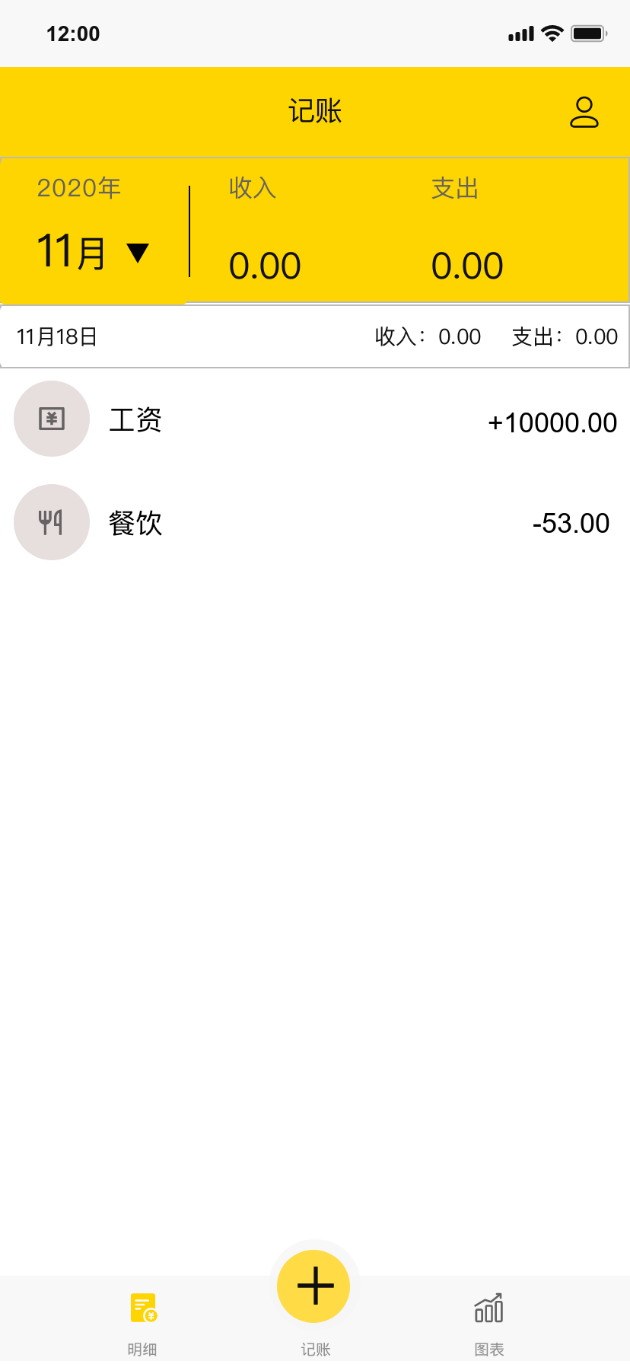 12:00
记账
2020年 收入 支出
11月 ▼ 0.00 0.00
11月18日 收入：0.00 支出：0.00
¥ 工资 +10000.00
餐饮 -53.00
¥
明细 记账 图表